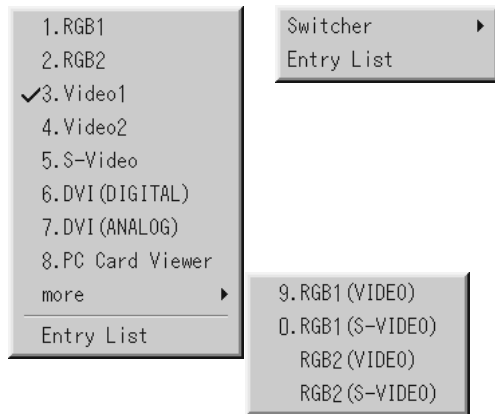 1.RGB1
2.RGB2
✓3.Video1
4.Video2
5.S-Video
6.DVI(DIGITAL)
7.DVI(ANALOG)
8.PC Card Viewer
more
Entry List
Switcher
Entry List
9.RGB1(VIDEO)
0.RGB1(S-VIDEO)
RGB2(VIDEO)
RGB2(S-VIDEO)